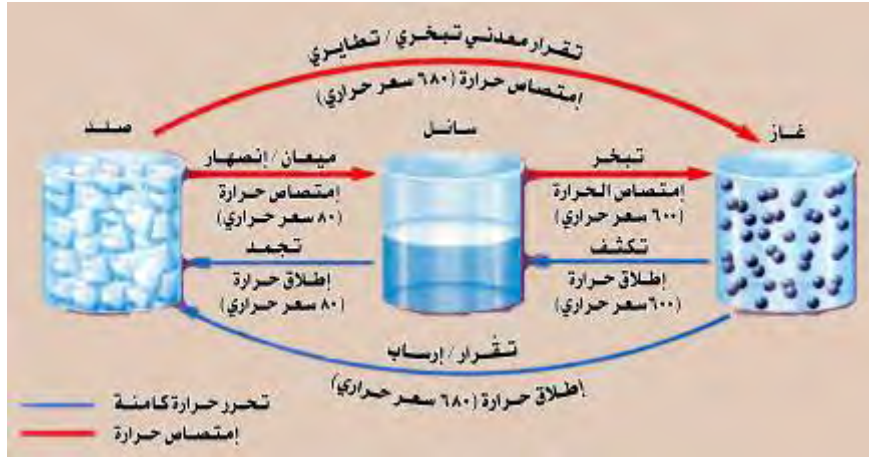 تقرار معدني تبخري / تطايري
إمتصاص حرارة (٦٨٠ سعر حراري)
صلد
سائل
غاز
ميعان / إنصهار
إمتصاص حرارة
(٨٠ سعر حراري)
تبخر
إمتصاص الحرارة
(٦٠٠ سعر حراري)
تجمد
إطلاق حرارة
(٨٠ سعر حراري)
تكثف
إطلاق حرارة
(٦٠٠ سعر حراري)
تقُرار / إرساب
إطلاق حرارة (٦٨٠ سعر حراري)
تحرر حرارة كامنة
إمتصاص حرارة